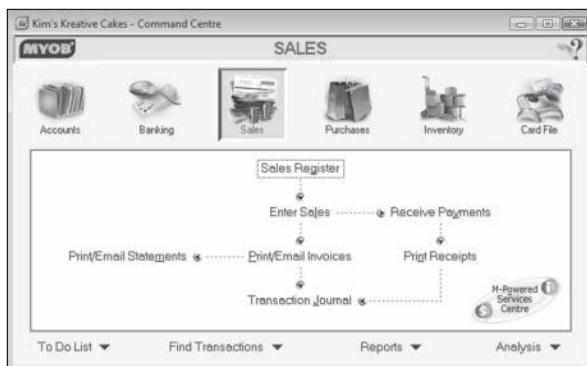 Kim's Kreative Cakes - Command Centre
MYOB
SALES
Accounts Banking Sales Purchases Inventory Card File
Sales Register
Enter Sales Receive Payments
Print/Email Statements Print/Email Invoices Print Receipts
Transaction Journal
M-Powered
Services
Centre
To Do List Find Transactions Reports Analysis